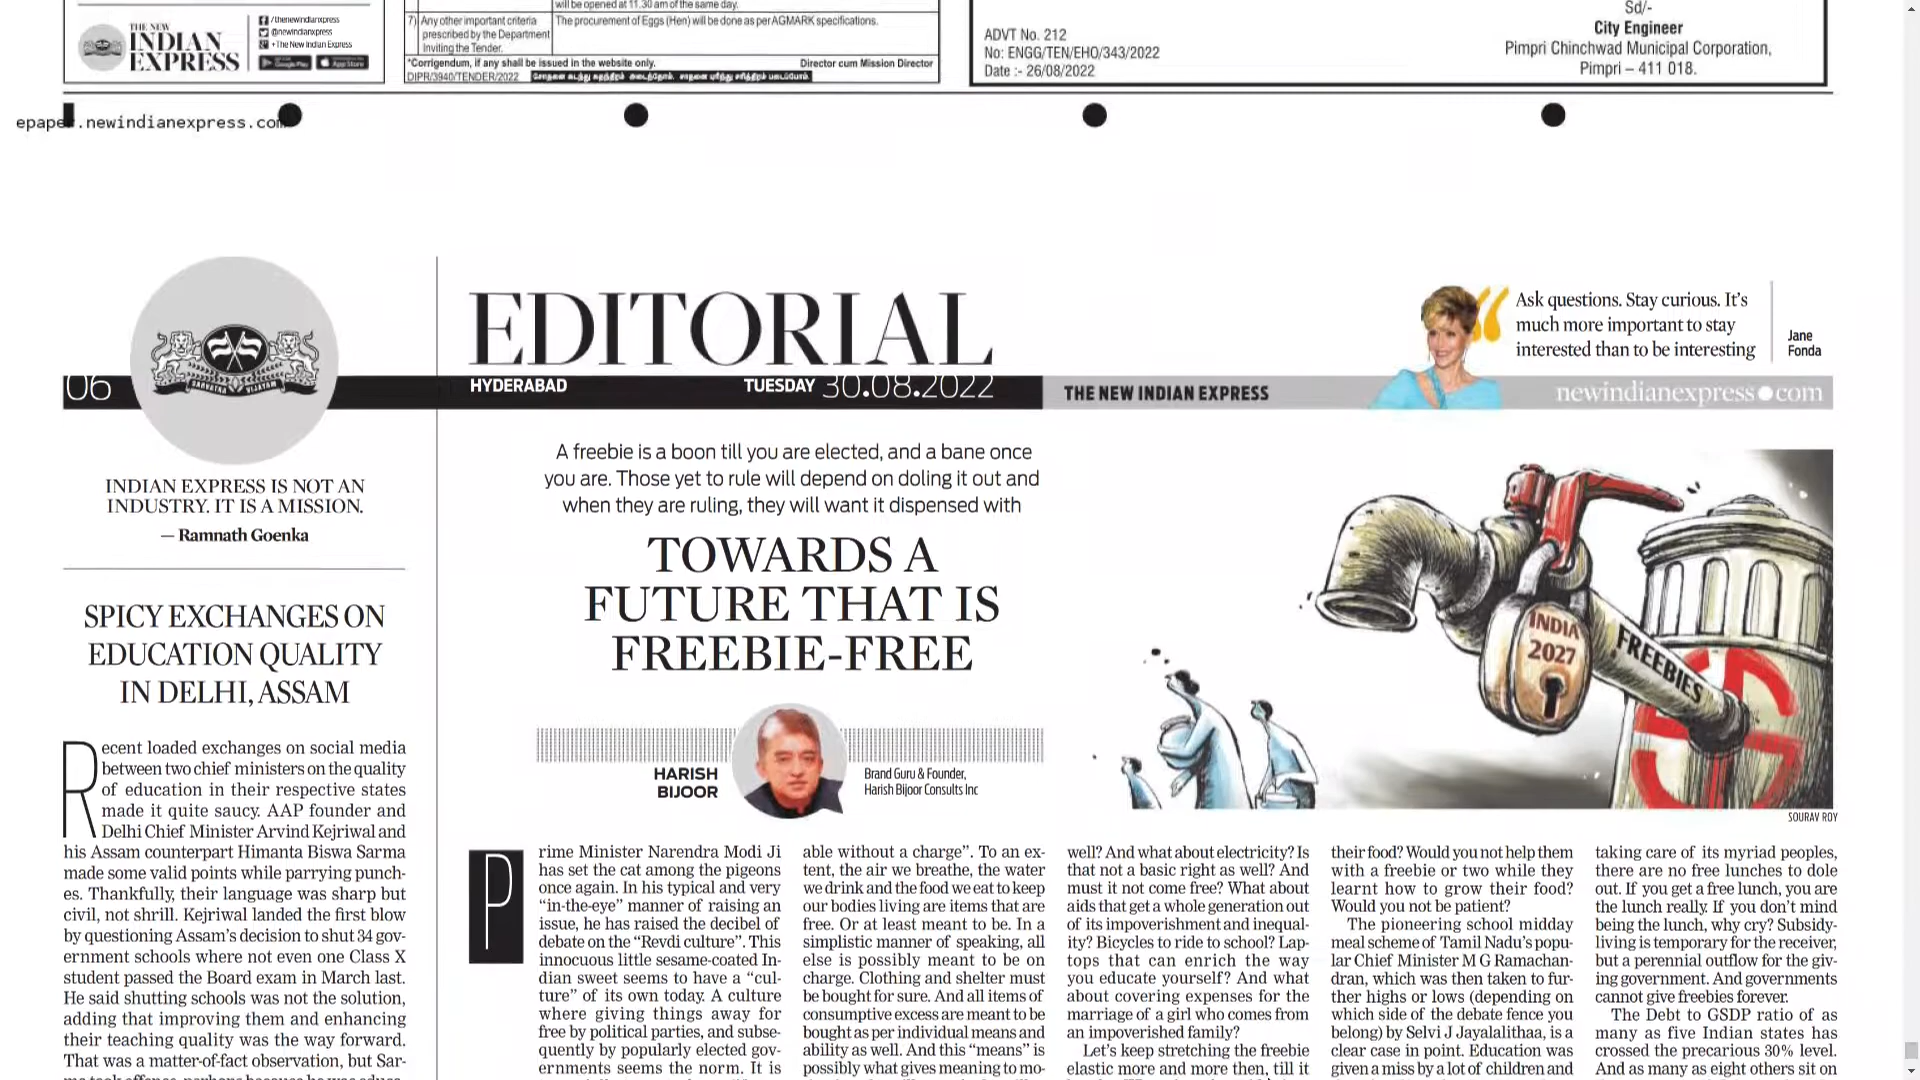 THE NEW
INDIAN
EXPRESS
/thenewindianxpress
@newindianxpress
+The New Indian Express
Google Play
App Store
will be opened at 11.30 am of the same day.
7) Any other important criteria prescribed by the Department Inviting the Tender.
The procurement of Eggs (Hen) will be done as per AGMARK specifications.
*Corrigendum, if any shall be issued in the website only.
Director cum Mission Director
DIPR/3940/TENDER/2022
ADVT No. 212
No: ENGG/TEN/EHO/343/2022
Date :- 26/08/2022
Sd/-
City Engineer
Pimpri Chinchwad Municipal Corporation,
Pimpri – 411 018.
epaper.newindianexpress.com
EDITORIAL
Ask questions. Stay curious. It's
much more important to stay
interested than to be interesting
Jane
Fonda
SARVATRA VIJAYAM
06
HYDERABAD
TUESDAY 30.08.2022
THE NEW INDIAN EXPRESS
newindianexpress●com
INDIAN EXPRESS IS NOT AN
INDUSTRY. IT IS A MISSION.
— Ramnath Goenka
SPICY EXCHANGES ON
EDUCATION QUALITY
IN DELHI, ASSAM
Recent loaded exchanges on social media
between two chief ministers on the quality
of education in their respective states
made it quite saucy. AAP founder and
Delhi Chief Minister Arvind Kejriwal and
his Assam counterpart Himanta Biswa Sarma
made some valid points while parrying punch-
es. Thankfully, their language was sharp but
civil, not shrill. Kejriwal landed the first blow
by questioning Assam's decision to shut 34 gov-
ernment schools where not even one Class X
student passed the Board exam in March last.
He said shutting schools was not the solution,
adding that improving them and enhancing
their teaching quality was the way forward.
That was a matter-of-fact observation, but Sar-
A freebie is a boon till you are elected, and a bane once
you are. Those yet to rule will depend on doling it out and
when they are ruling, they will want it dispensed with
TOWARDS A
FUTURE THAT IS
FREEBIE-FREE
HARISH
BIJOOR
Brand Guru & Founder,
Harish Bijoor Consults Inc
INDIA
2027
FREEBIES
SOURAV ROY
Prime Minister Narendra Modi Ji
has set the cat among the pigeons
once again. In his typical and very
“in-the-eye” manner of raising an
issue, he has raised the decibel of
debate on the “Revdi culture”. This
innocuous little sesame-coated In-
dian sweet seems to have a “cul-
ture” of its own today. A culture
where giving things away for
free by political parties, and subse-
quently by popularly elected gov-
ernments seems the norm. It is
able without a charge”. To an ex-
tent, the air we breathe, the water
we drink and the food we eat to keep
our bodies living are items that are
free. Or at least meant to be. In a
simplistic manner of speaking, all
else is possibly meant to be on
charge. Clothing and shelter must
be bought for sure. And all items of
consumptive excess are meant to be
bought as per individual means and
ability as well. And this “means” is
possibly what gives meaning to mo-
well? And what about electricity? Is
that not a basic right as well? And
must it not come free? What about
aids that get a whole generation out
of its impoverishment and inequal-
ity? Bicycles to ride to school? Lap-
tops that can enrich the way
you educate yourself? And what
about covering expenses for the
marriage of a girl who comes from
an impoverished family?
Let's keep stretching the freebie
elastic more and more then, till it
their food? Would you not help them
with a freebie or two while they
learnt how to grow their food?
Would you not be patient?
The pioneering school midday
meal scheme of Tamil Nadu's popu-
lar Chief Minister M G Ramachan-
dran, which was then taken to fur-
ther highs or lows (depending on
which side of the debate fence you
belong) by Selvi J Jayalalithaa, is a
clear case in point. Education was
given a miss by a lot of children and
taking care of its myriad peoples,
there are no free lunches to dole
out. If you get a free lunch, you are
the lunch really. If you don't mind
being the lunch, why cry? Subsidy-
living is temporary for the receiver,
but a perennial outflow for the giv-
ing government. And governments
cannot give freebies forever.
The Debt to GSDP ratio of as
many as five Indian states has
crossed the precarious 30% level.
And as many as eight others sit on